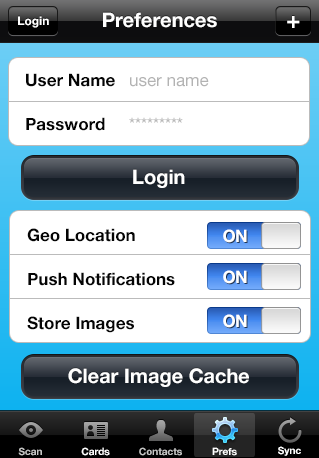 Login Preferences +
User Name user name
Password *********
Login
Geo Location ON
Push Notifications ON
Store Images ON
Clear Image Cache
Scan Cards Contacts Prefs Sync